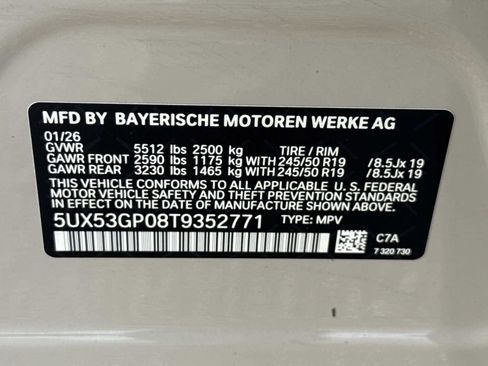 MFD BY BAYERISCHE MOTOREN WERKE AG
01/26
GVWR 5512 lbs 2500 kg TIRE / RIM
GAWR FRONT 2590 lbs 1175 kg WITH 245/50 R19 /8.5Jx 19
GAWR REAR 3230 lbs 1465 kg WITH 245/50 R19 /8.5Jx 19
THIS VEHICLE CONFORMS TO ALL APPLICABLE U. S. FEDERAL
MOTOR VEHICLE SAFETY AND THEFT PREVENTION STANDARDS
IN EFFECT ON THE DATE OF MANUFACTURE SHOWN ABOVE.
5UX53GP08T9352771 TYPE: MPV
C7A
7 320 730